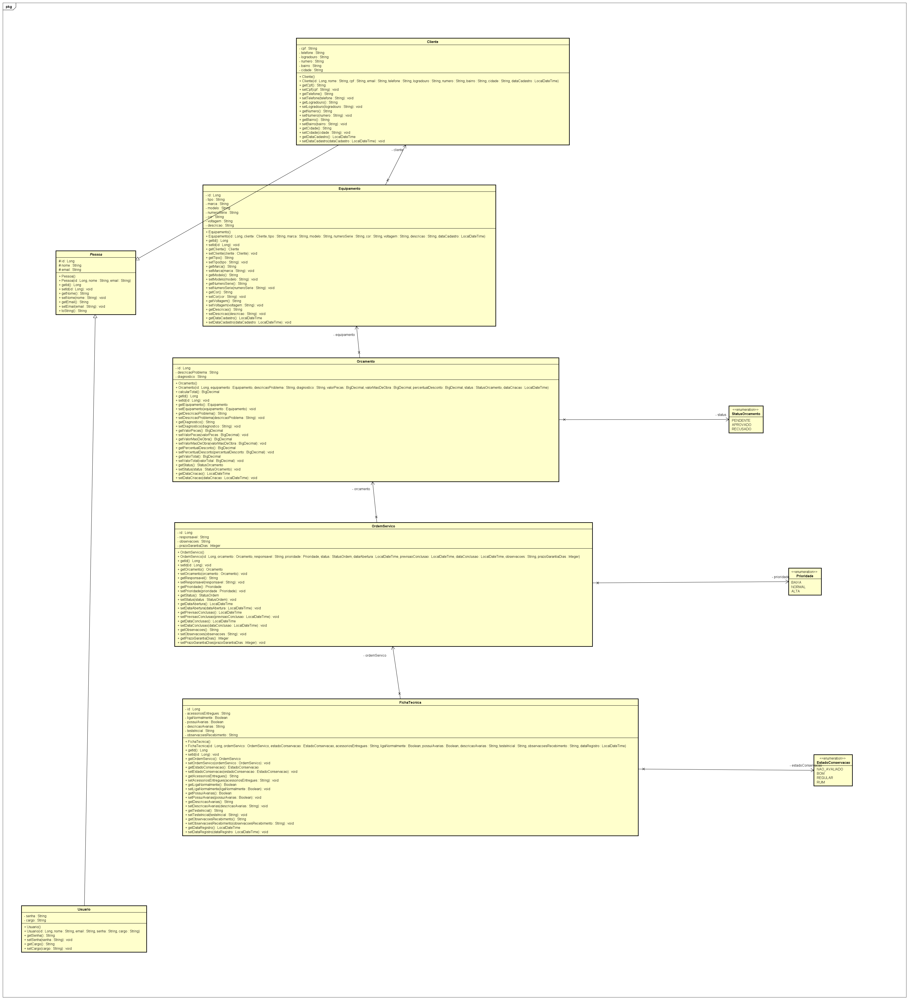 pkg
Cliente
- cpf : String
- telefone : String
- logradouro : String
- numero : String
- bairro : String
- cidade : String
+ Cliente()
+ Cliente(id : Long, nome : String, cpf : String, email : String, telefone : String, logradouro : String, numero : String, bairro : String, cidade : String, dataCadastro : LocalDateTime)
+ getCpf() : String
+ setCpf(cpf : String) : void
+ getTelefone() : String
+ setTelefone(telefone : String) : void
+ getLogradouro() : String
+ setLogradouro(logradouro : String) : void
+ getNumero() : String
+ setNumero(numero : String) : void
+ getBairro() : String
+ setBairro(bairro : String) : void
+ getCidade() : String
+ setCidade(cidade : String) : void
+ getDataCadastro() : LocalDateTime
+ setDataCadastro(dataCadastro : LocalDateTime) : void
- cliente
Equipamento
- id : Long
- tipo : String
- marca : String
- modelo : String
- numeroSerie : String
- cor : String
- voltagem : String
- descricao : String
+ Equipamento()
+ Equipamento(id : Long, cliente : Cliente, tipo : String, marca : String, modelo : String, numeroSerie : String, cor : String, voltagem : String, descricao : String, dataCadastro : LocalDateTime)
+ getId() : Long
+ setId(id : Long) : void
+ getCliente() : Cliente
+ setCliente(cliente : Cliente) : void
+ getTipo() : String
+ setTipo(tipo : String) : void
+ getMarca() : String
+ setMarca(marca : String) : void
+ getModelo() : String
+ setModelo(modelo : String) : void
+ getNumeroSerie() : String
+ setNumeroSerie(numeroSerie : String) : void
+ getCor() : String
+ setCor(cor : String) : void
+ getVoltagem() : String
+ setVoltagem(voltagem : String) : void
+ getDescricao() : String
+ setDescricao(descricao : String) : void
+ getDataCadastro() : LocalDateTime
+ setDataCadastro(dataCadastro : LocalDateTime) : void
Pessoa
# id : Long
# nome : String
# email : String
+ Pessoa()
+ Pessoa(id : Long, nome : String, email : String)
+ getId() : Long
+ setId(id : Long) : void
+ getNome() : String
+ setNome(nome : String) : void
+ getEmail() : String
+ setEmail(email : String) : void
+ toString() : String
- equipamento
Orcamento
- id : Long
- descricaoProblema : String
- diagnostico : String
+ Orcamento()
+ Orcamento(id : Long, equipamento : Equipamento, descricaoProblema : String, diagnostico : String, valorPecas : BigDecimal, valorMaoDeObra : BigDecimal, percentualDesconto : BigDecimal, status : StatusOrcamento, dataCriacao : LocalDateTime)
+ calcularTotal() : BigDecimal
+ getId() : Long
+ setId(id : Long) : void
+ getEquipamento() : Equipamento
+ setEquipamento(equipamento : Equipamento) : void
+ getDescricaoProblema() : String
+ setDescricaoProblema(descricaoProblema : String) : void
+ getDiagnostico() : String
+ setDiagnostico(diagnostico : String) : void
+ getValorPecas() : BigDecimal
+ setValorPecas(valorPecas : BigDecimal) : void
+ getValorMaoDeObra() : BigDecimal
+ setValorMaoDeObra(valorMaoDeObra : BigDecimal) : void
+ getPercentualDesconto() : BigDecimal
+ setPercentualDesconto(percentualDesconto : BigDecimal) : void
+ getValorTotal() : BigDecimal
+ setValorTotal(valorTotal : BigDecimal) : void
+ getStatus() : StatusOrcamento
+ setStatus(status : StatusOrcamento) : void
+ getDataCriacao() : LocalDateTime
+ setDataCriacao(dataCriacao : LocalDateTime) : void
- status
<<enumeration>>
StatusOrcamento
PENDENTE
APROVADO
RECUSADO
- orcamento
OrdemServico
- id : Long
- responsavel : String
- observacoes : String
- prazoGarantiaDias : Integer
+ OrdemServico()
+ OrdemServico(id : Long, orcamento : Orcamento, responsavel : String, prioridade : Prioridade, status : StatusOrdem, dataAbertura : LocalDateTime, previsaoConclusao : LocalDateTime, dataConclusao : LocalDateTime, observacoes : String, prazoGarantiaDias : Integer)
+ getId() : Long
+ setId(id : Long) : void
+ getOrcamento() : Orcamento
+ setOrcamento(orcamento : Orcamento) : void
+ getResponsavel() : String
+ setResponsavel(responsavel : String) : void
+ getPrioridade() : Prioridade
+ setPrioridade(prioridade : Prioridade) : void
+ getStatus() : StatusOrdem
+ setStatus(status : StatusOrdem) : void
+ getDataAbertura() : LocalDateTime
+ setDataAbertura(dataAbertura : LocalDateTime) : void
+ getPrevisaoConclusao() : LocalDateTime
+ setPrevisaoConclusao(previsaoConclusao : LocalDateTime) : void
+ getDataConclusao() : LocalDateTime
+ setDataConclusao(dataConclusao : LocalDateTime) : void
+ getObservacoes() : String
+ setObservacoes(observacoes : String) : void
+ getPrazoGarantiaDias() : Integer
+ setPrazoGarantiaDias(prazoGarantiaDias : Integer) : void
- prioridade
<<enumeration>>
Prioridade
BAIXA
NORMAL
ALTA
- ordemServico
FichaTecnica
- id : Long
- acessoriosEntregues : String
- ligaNormalmente : Boolean
- possuiAvarias : Boolean
- descricaoAvarias : String
- testeInicial : String
- observacoesRecebimento : String
+ FichaTecnica()
+ FichaTecnica(id : Long, ordemServico : OrdemServico, estadoConservacao : EstadoConservacao, acessoriosEntregues : String, ligaNormalmente : Boolean, possuiAvarias : Boolean, descricaoAvarias : String, testeInicial : String, observacoesRecebimento : String, dataRegistro : LocalDateTime)
+ getId() : Long
+ setId(id : Long) : void
+ getOrdemServico() : OrdemServico
+ setOrdemServico(ordemServico : OrdemServico) : void
+ getEstadoConservacao() : EstadoConservacao
+ setEstadoConservacao(estadoConservacao : EstadoConservacao) : void
+ getAcessoriosEntregues() : String
+ setAcessoriosEntregues(acessoriosEntregues : String) : void
+ getLigaNormalmente() : Boolean
+ setLigaNormalmente(ligaNormalmente : Boolean) : void
+ getPossuiAvarias() : Boolean
+ setPossuiAvarias(possuiAvarias : Boolean) : void
+ getDescricaoAvarias() : String
+ setDescricaoAvarias(descricaoAvarias : String) : void
+ getTesteInicial() : String
+ setTesteInicial(testeInicial : String) : void
+ getObservacoesRecebimento() : String
+ setObservacoesRecebimento(observacoesRecebimento : String) : void
+ getDataRegistro() : LocalDateTime
+ setDataRegistro(dataRegistro : LocalDateTime) : void
- estadoConservacao
<<enumeration>>
EstadoConservacao
NAO_AVALIADO
BOM
REGULAR
RUIM
Usuario
- senha : String
- cargo : String
+ Usuario()
+ Usuario(id : Long, nome : String, email : String, senha : String, cargo : String)
+ getSenha() : String
+ setSenha(senha : String) : void
+ getCargo() : String
+ setCargo(cargo : String) : void